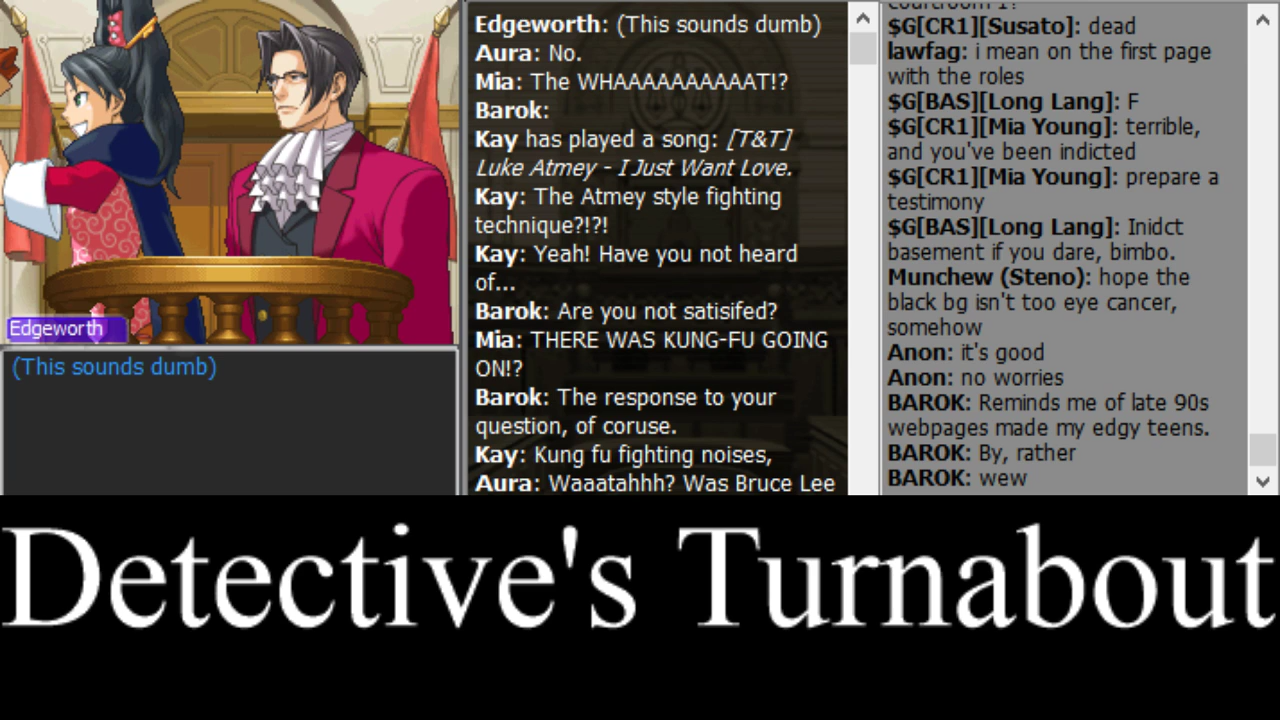 Edgeworth
(This sounds dumb)
Edgeworth: (This sounds dumb)
Aura: No.
Mia: The WHAAAAAAAAAAT!?
Barok:
Kay has played a song: [T&T]
Luke Atmey - I Just Want Love.
Kay: The Atmey style fighting
technique?!?!
Kay: Yeah! Have you not heard
of...
Barok: Are you not satisifed?
Mia: THERE WAS KUNG-FU GOING
ON!?
Barok: The response to your
question, of coruse.
Kay: Kung fu fighting noises,
Aura: Waaatahhh? Was Bruce Lee
courtroom 1?
$G[CR1][Susato]: dead
lawfag: i mean on the first page
with the roles
$G[BAS][Long Lang]: F
$G[CR1][Mia Young]: terrible,
and you've been indicted
$G[CR1][Mia Young]: prepare a
testimony
$G[BAS][Long Lang]: Inidct
basement if you dare, bimbo.
Munchew (Steno): hope the
black bg isn't too eye cancer,
somehow
Anon: it's good
Anon: no worries
BAROK: Reminds me of late 90s
webpages made my edgy teens.
BAROK: By, rather
BAROK: wew
Detective's Turnabout